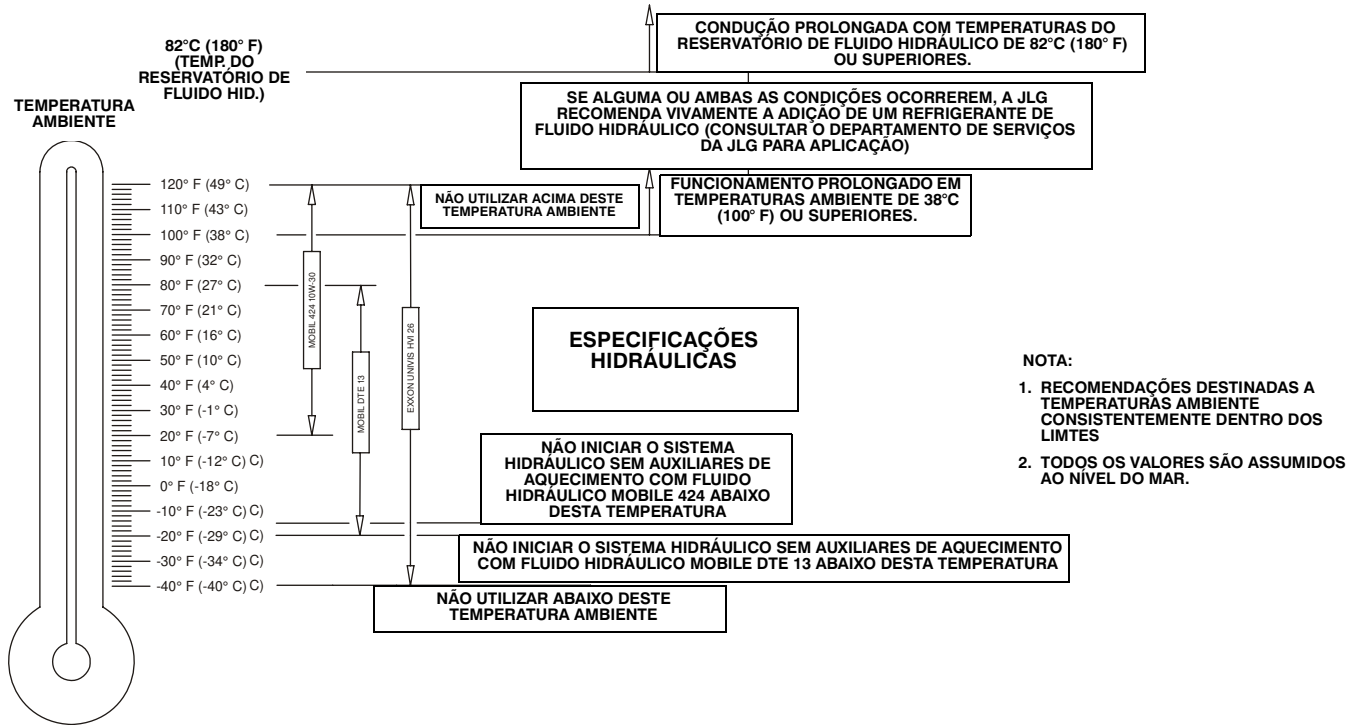 82°C (180° F)
(TEMP. DO
RESERVATÓRIO DE
FLUIDO HID.)
TEMPERATURA
AMBIENTE
120° F (49° C)
110° F (43° C)
100° F (38° C)
90° F (32° C)
80° F (27° C)
70° F (21° C)
60° F (16° C)
50° F (10° C)
40° F (4° C)
30° F (-1° C)
20° F (-7° C)
10° F (-12° C) C)
0° F (-18° C)
-10° F (-23° C) C)
-20° F (-29° C) C)
-30° F (-34° C) C)
-40° F (-40° C) C)
MOBIL 424 10W-30
MOBIL DTE 13
EXXON UNIVIS HVI 26
CONDUÇÃO PROLONGADA COM TEMPERATURAS DO
RESERVATÓRIO DE FLUIDO HIDRÁULICO DE 82°C (180° F)
OU SUPERIORES.
SE ALGUMA OU AMBAS AS CONDIÇÕES OCORREREM, A JLG
RECOMENDA VIVAMENTE A ADIÇÃO DE UM REFRIGERANTE DE
FLUIDO HIDRÁULICO (CONSULTAR O DEPARTAMENTO DE SERVIÇOS
DA JLG PARA APLICAÇÃO)
NÃO UTILIZAR ACIMA DESTE
TEMPERATURA AMBIENTE
FUNCIONAMENTO PROLONGADO EM
TEMPERATURAS AMBIENTE DE 38°C
(100° F) OU SUPERIORES.
ESPECIFICAÇÕES
HIDRÁULICAS
NÃO INICIAR O SISTEMA
HIDRÁULICO SEM AUXILIARES DE
AQUECIMENTO COM FLUIDO
HIDRÁULICO MOBILE 424 ABAIXO
DESTA TEMPERATURA
NÃO INICIAR O SISTEMA HIDRÁULICO SEM AUXILIARES DE AQUECIMENTO
COM FLUIDO HIDRÁULICO MOBILE DTE 13 ABAIXO DESTA TEMPERATURA
NÃO UTILIZAR ABAIXO DESTE
TEMPERATURA AMBIENTE
NOTA:
1. RECOMENDAÇÕES DESTINADAS A
TEMPERATURAS AMBIENTE
CONSISTENTEMENTE DENTRO DOS
LIMTES
2. TODOS OS VALORES SÃO ASSUMIDOS
AO NÍVEL DO MAR.